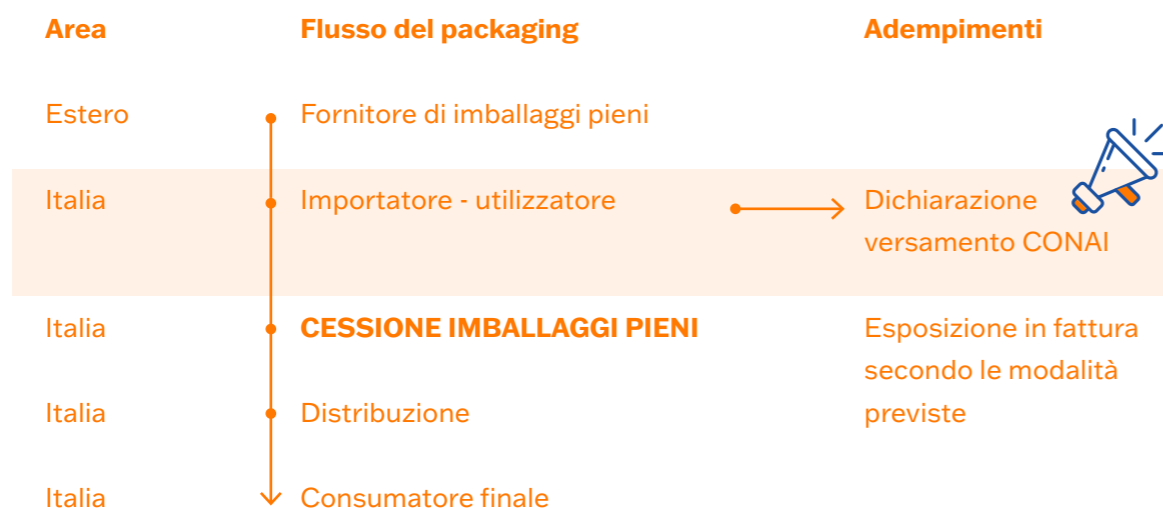 Area Flusso del packaging Adempimenti
Estero Fornitore di imballaggi pieni
Italia Importatore - utilizzatore Dichiarazione
versamento CONAI
Italia CESSIONE IMBALLAGGI PIENI Esposizione in fattura
secondo le modalità
Italia Distribuzione previste
Italia Consumatore finale